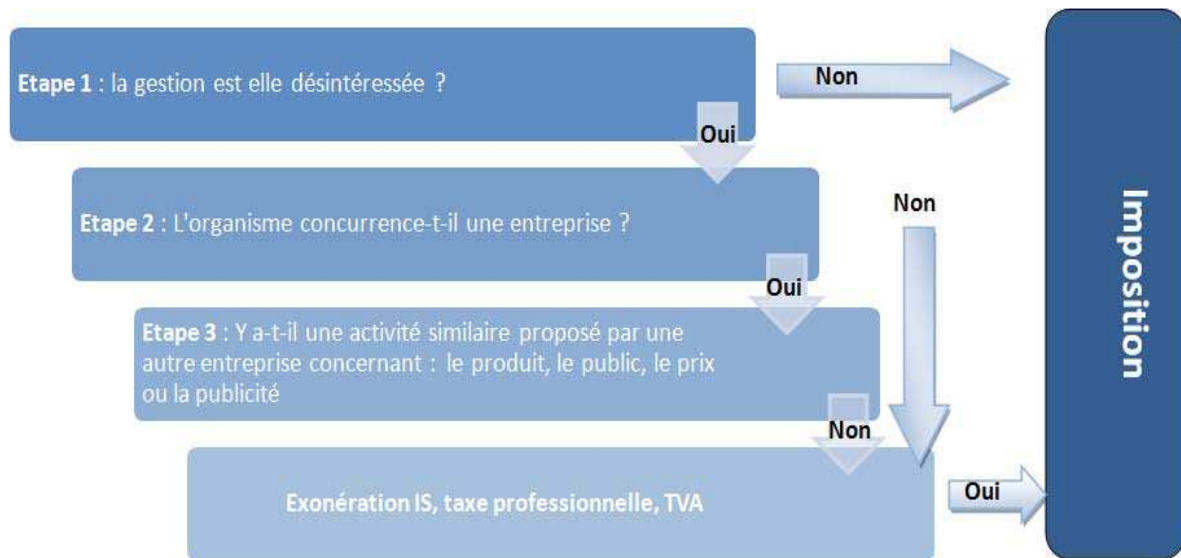 Etape 1 : la gestion est elle désintéressée ?
Non
Oui
Etape 2 : L'organisme concurrence-t-il une entreprise ?
Non
Oui
Etape 3 : Y a-t-il une activité similaire proposé par une
autre entreprise concernant : le produit, le public, le prix
ou la publicité
Non
Exonération IS, taxe professionnelle, TVA
Oui
Imposition